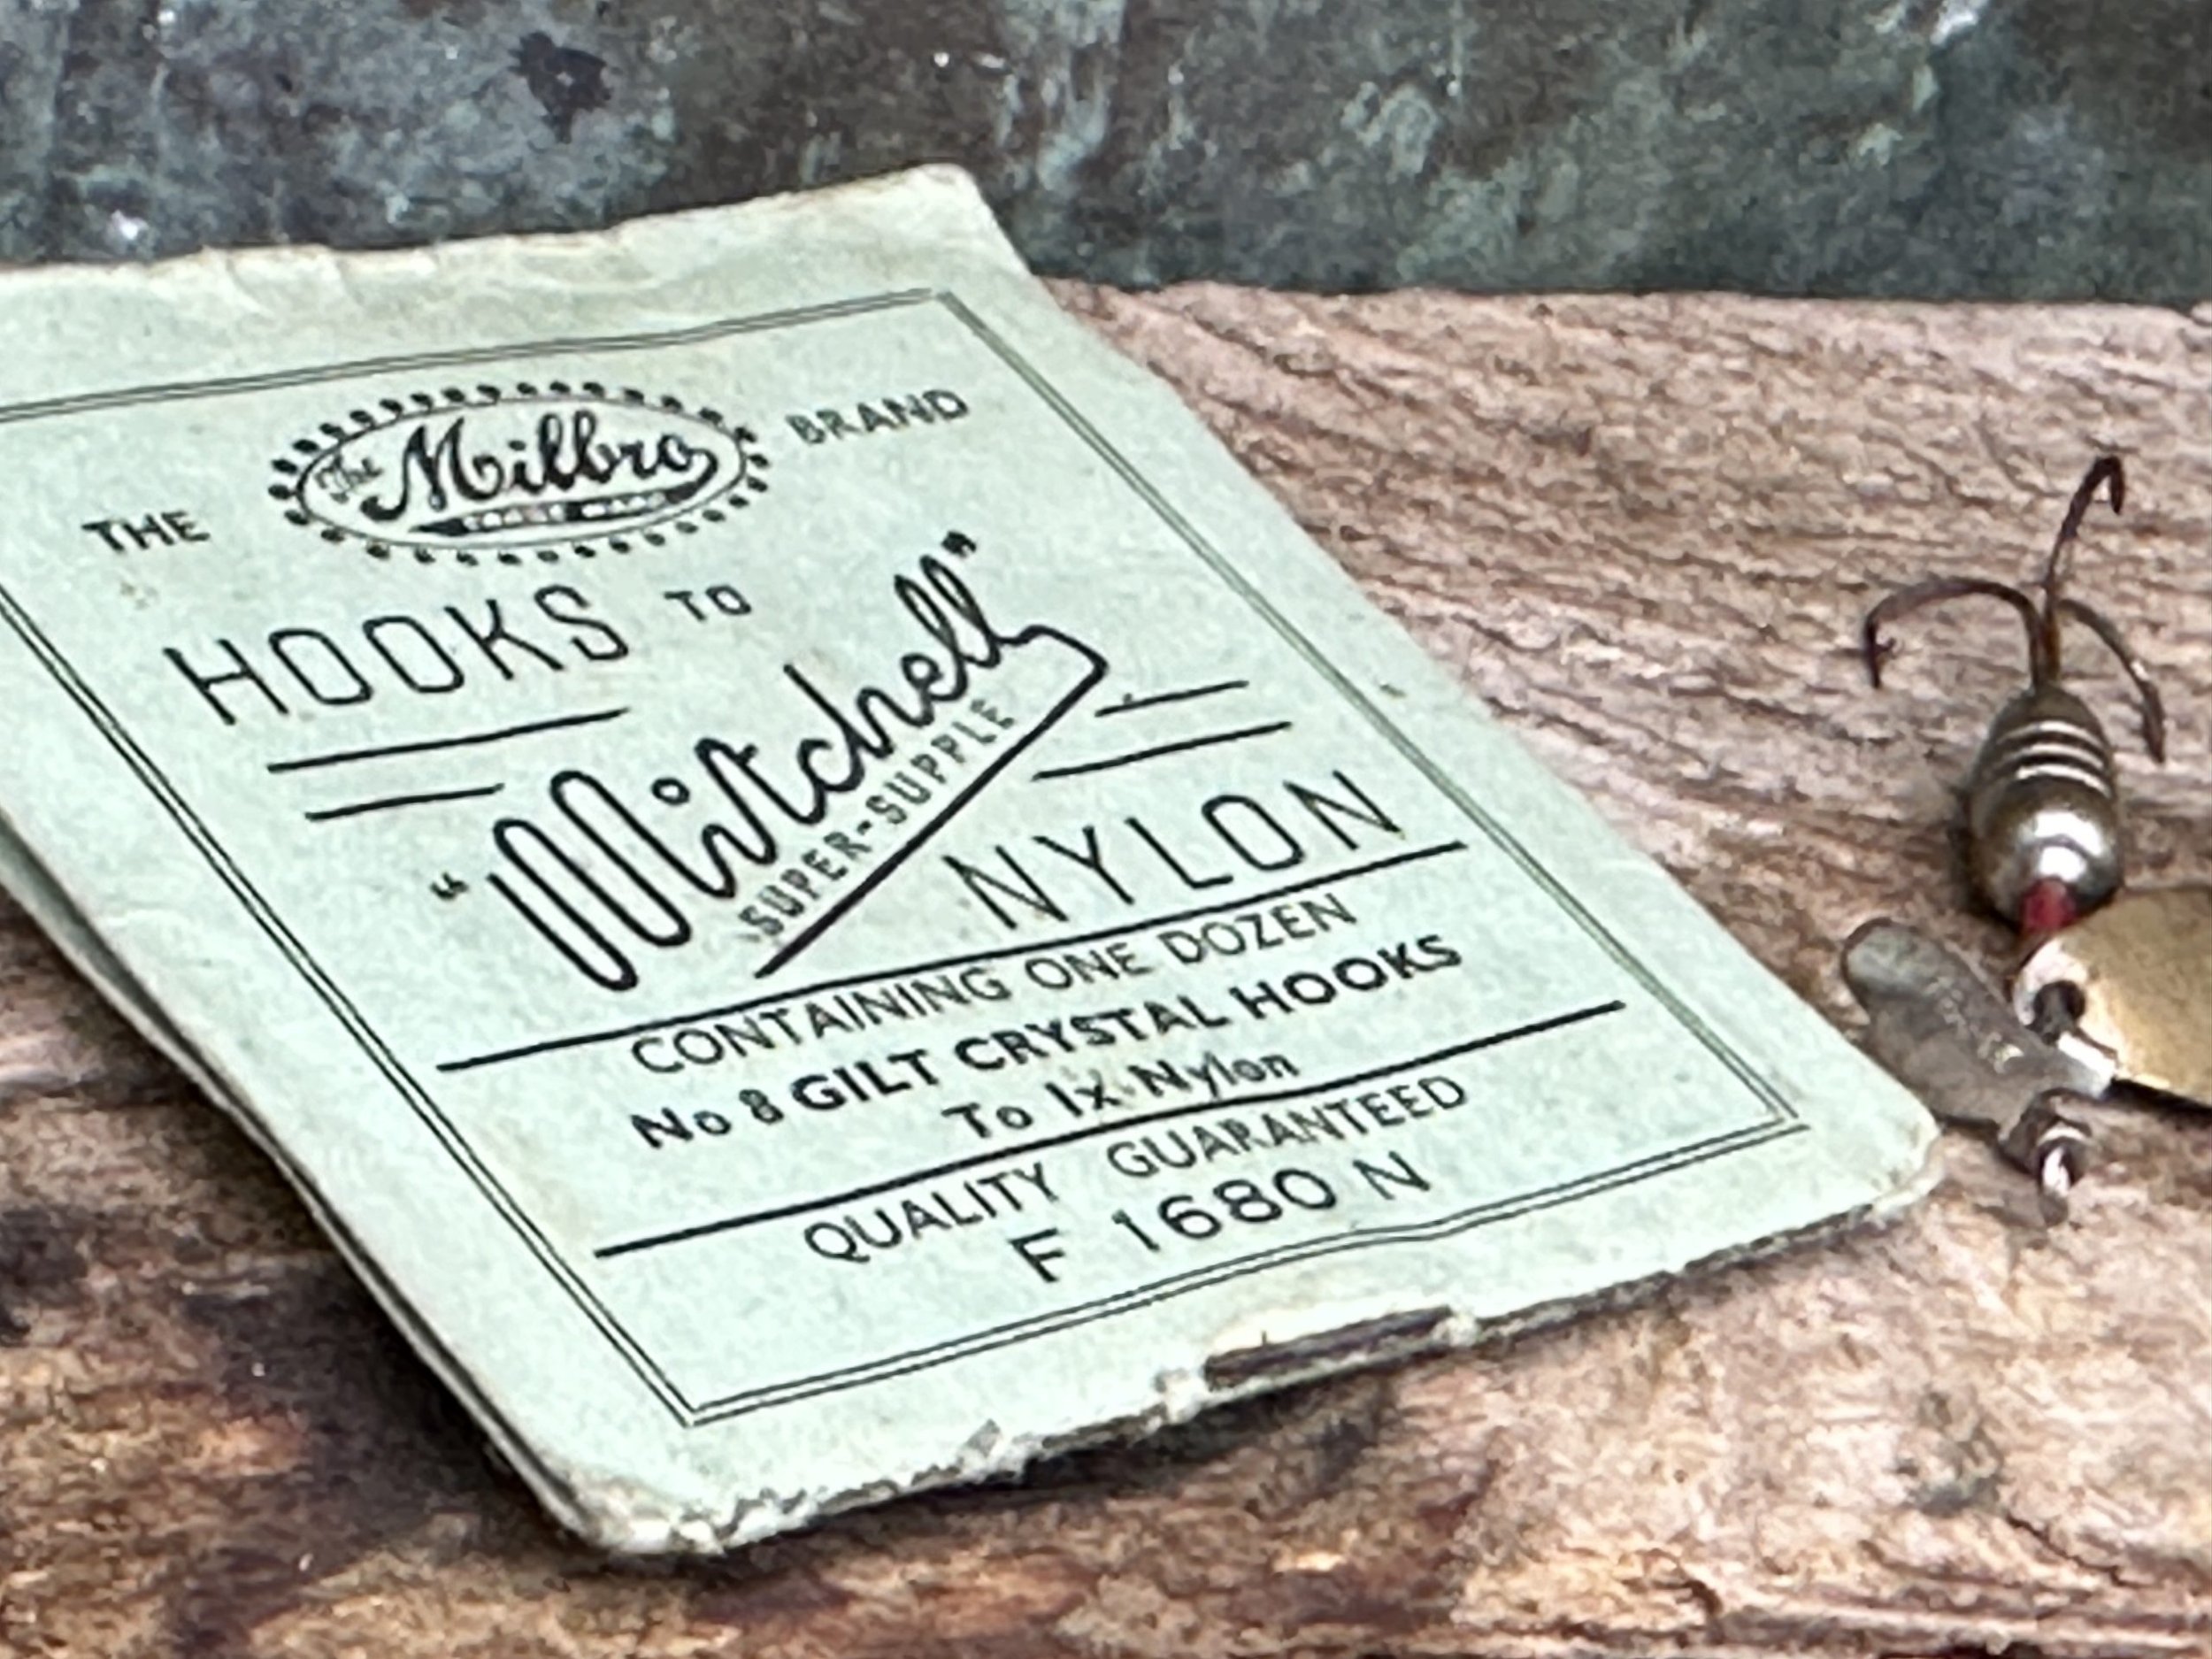 THE The Milbro BRAND
HOOKS TO
"Mitchell"
SUPER-SUPPLE
NYLON
CONTAINING ONE DOZEN
No 8 GILT CRYSTAL HOOKS
To 1x Nylon
QUALITY GUARANTEED
F 1680 N